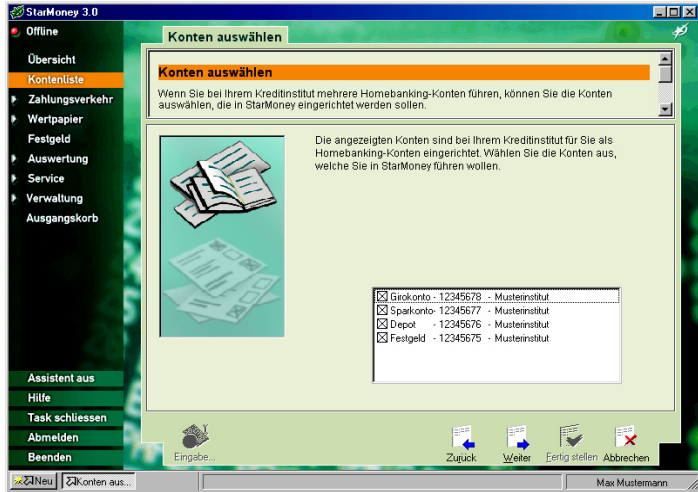 StarMoney 3.0
Offline
Übersicht
Kontenliste
Zahlungsverkehr
Wertpapier
Festgeld
Auswertung
Service
Verwaltung
Ausgangskorb
Assistent aus
Hilfe
Task schliessen
Abmelden
Beenden
Konten auswählen
Konten auswählen
Wenn Sie bei Ihrem Kreditinstitut mehrere Homebanking-Konten führen, können Sie die Konten
auswählen, die in StarMoney eingerichtet werden sollen.
Die angezeigten Konten sind bei Ihrem Kreditinstitut für Sie als
Homebanking-Konten eingerichtet. Wählen Sie die Konten aus,
welche Sie in StarMoney führen wollen.
Girokonto - 12345678 - Musterinstitut
Sparkonto- 12345677 - Musterinstitut
Depot - 12345676 - Musterinstitut
Festgeld - 12345675 - Musterinstitut
Eingabe...
Zurück
Weiter
Fertig stellen
Abbrechen
Neu
Konten aus...
Max Mustermann